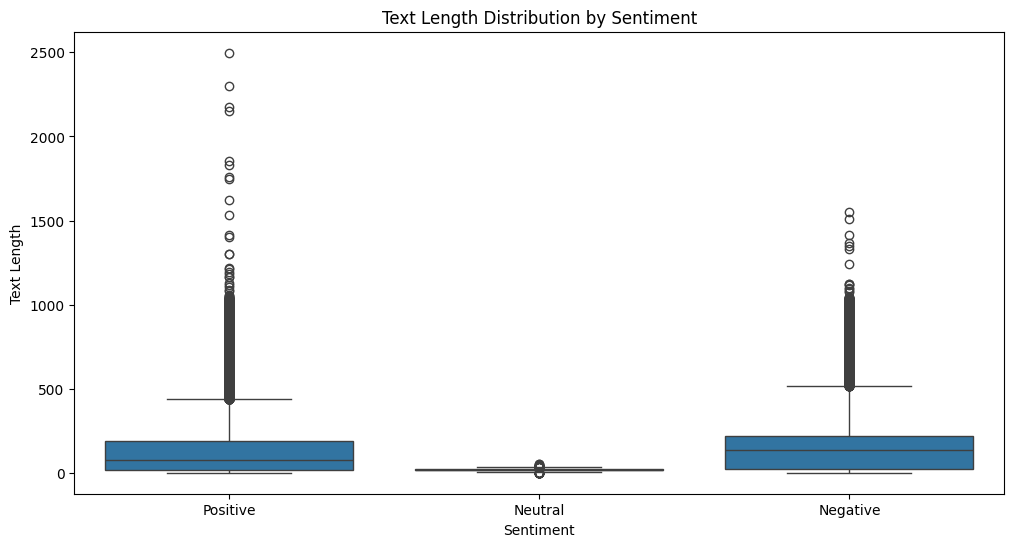 Text Length Distribution by Sentiment
2500
2000
1500
1000
500
0
Text Length
Positive
Neutral
Negative
Sentiment